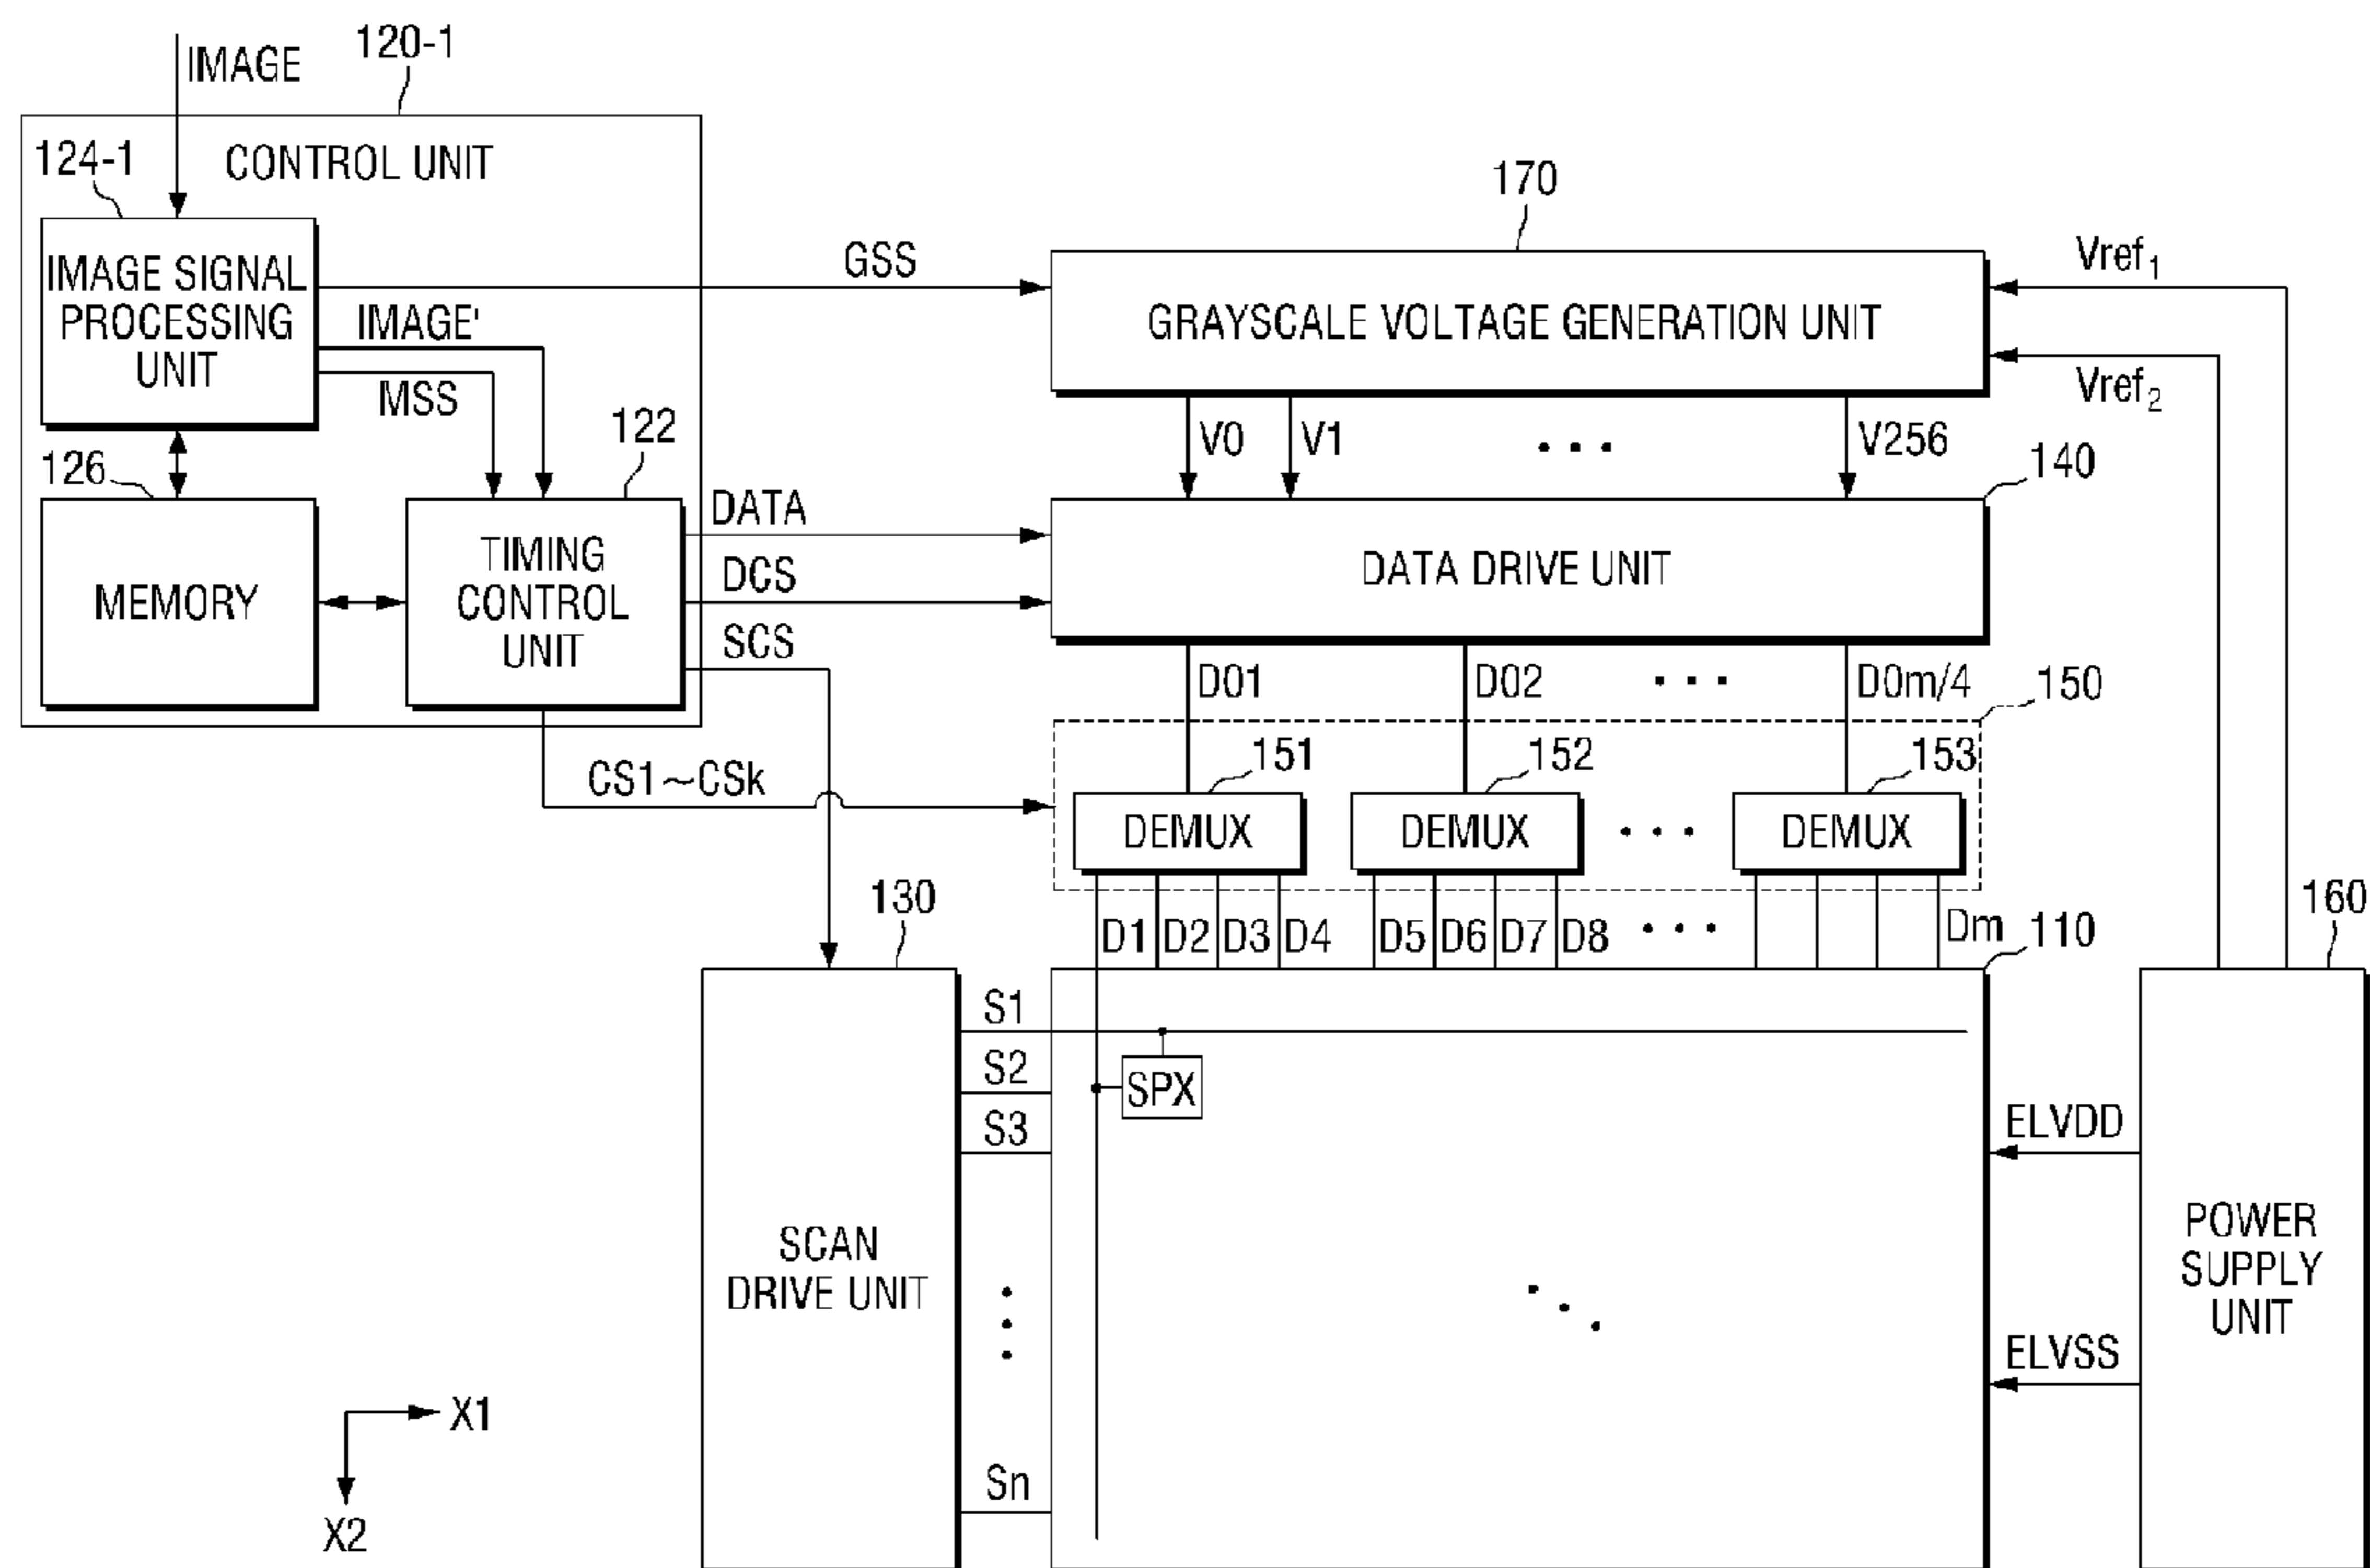 120-1
IMAGE
CONTROL UNIT
124-1
170
IMAGE SIGNAL
PROCESSING
UNIT
GSS
GRAYSCALE VOLTAGE GENERATION UNIT
Vref1
Vref2
IMAGE'
MSS
122
126
V0
V1
V256
140
MEMORY
TIMING
CONTROL
UNIT
DATA
DCS
SCS
DATA DRIVE UNIT
D01
D02
D0m/4
150
CS1~CSk
151
152
153
DEMUX
DEMUX
DEMUX
130
D1
D2
D3
D4
D5
D6
D7
D8
Dm
110
160
S1
S2
S3
Sn
SPX
SCAN
DRIVE UNIT
ELVDD
ELVSS
POWER
SUPPLY
UNIT
X1
X2